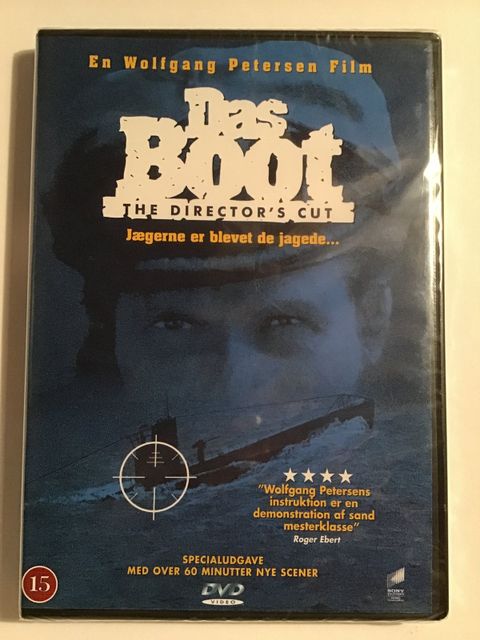 En Wolfgang Petersen Film
Das
Boot
THE DIRECTOR'S CUT
Jægerne er blevet de jagede...
★★★★
"Wolfgang Petersens
instruktion er en
demonstration af sand
mesterklasse"
Roger Ebert
SPECIALUDGAVE
MED OVER 60 MINUTTER NYE SCENER
15
DVD
VIDEO
SONY